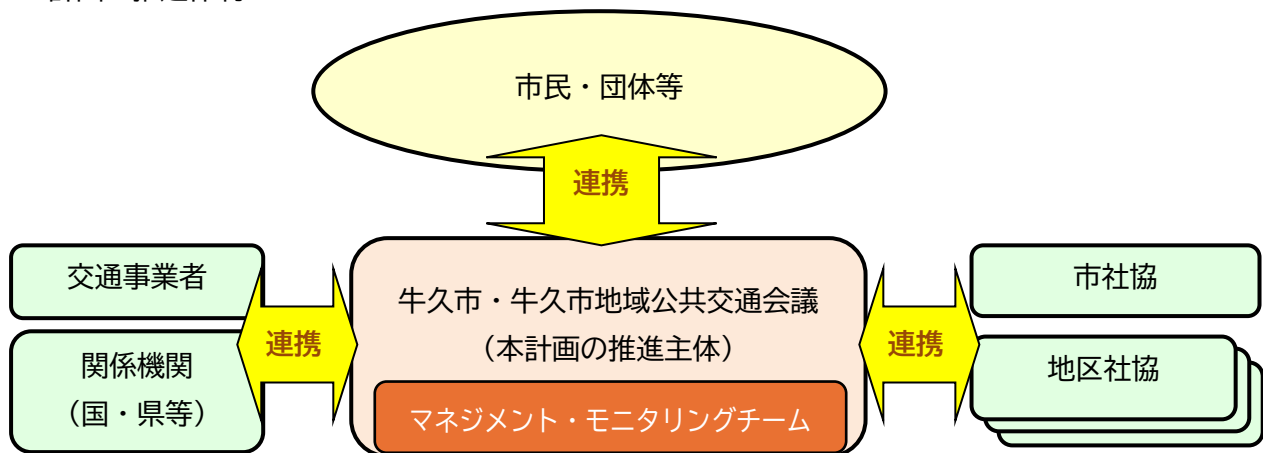 市民・団体等
連携
交通事業者
関係機関
（国・県等）
連携
牛久市・牛久市地域公共交通会議
（本計画の推進主体）
マネジメント・モニタリングチーム
連携
市社協
地区社協